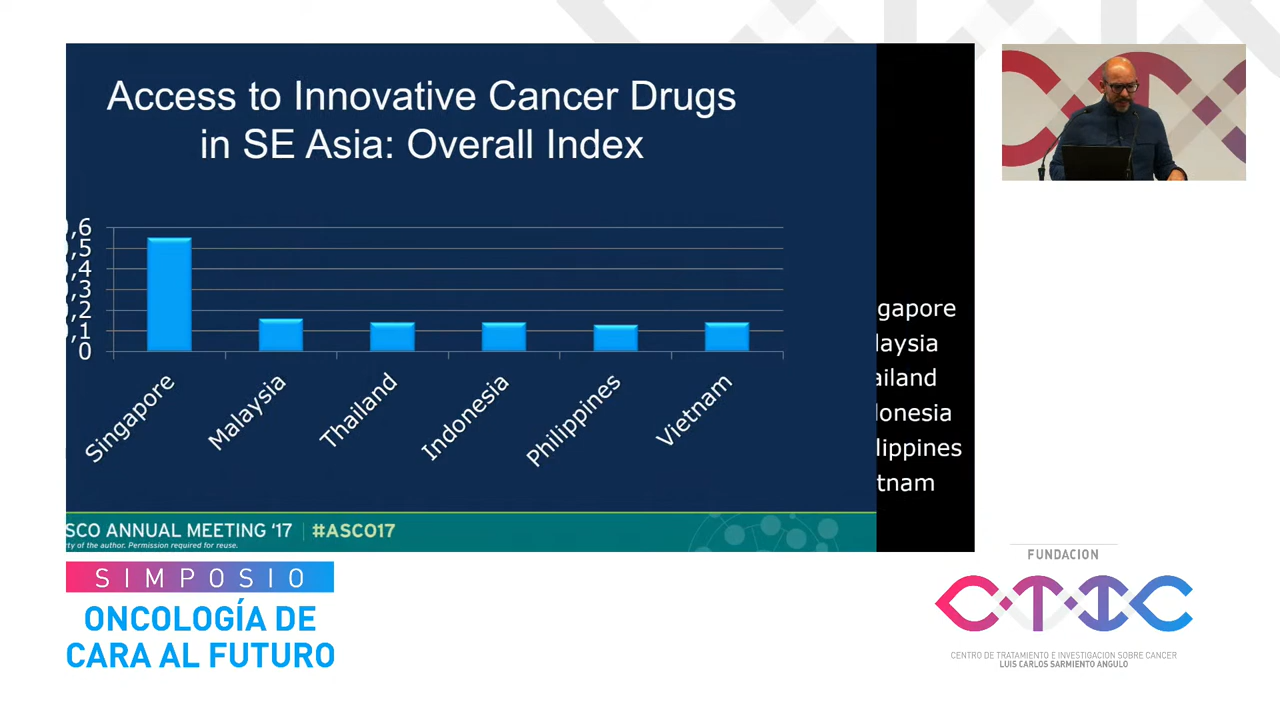 Access to Innovative Cancer Drugs
in SE Asia: Overall Index
,6
,5
,4
,3
,2
,1
0
Singapore
Malaysia
Thailand
Indonesia
Philippines
Vietnam
gapore
laysia
ailand
onesia
lippines
tnam
SCO ANNUAL MEETING '17 | #ASCO17
ty of the author. Permission required for reuse.
SIMPOSIO
ONCOLOGÍA DE
CARA AL FUTURO
FUNDACION
CTIC
CENTRO DE TRATAMIENTO E INVESTIGACION SOBRE CANCER
LUIS CARLOS SARMIENTO ANGULO